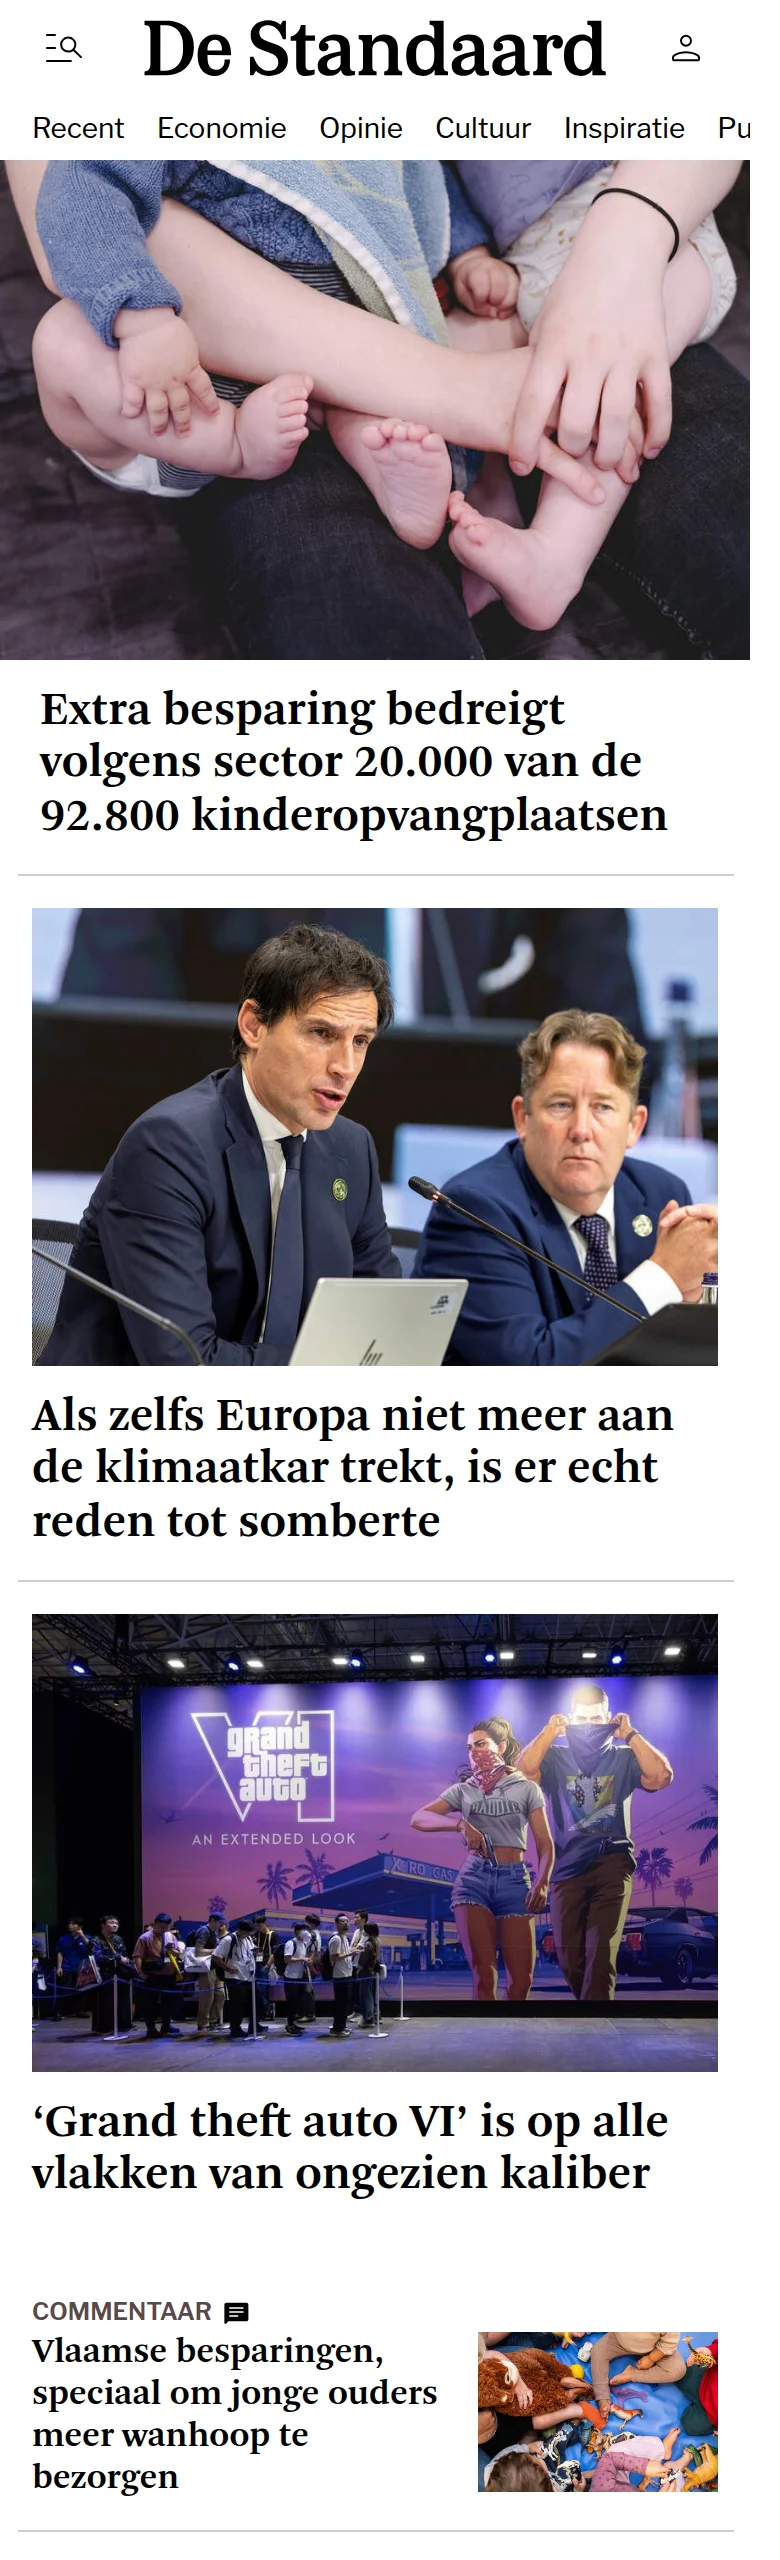 De Standaard
Recent Economie Opinie Cultuur Inspiratie Pu
Extra besparing bedreigt
volgens sector 20.000 van de
92.800 kinderopvangplaatsen
Als zelfs Europa niet meer aan
de klimaatkar trekt, is er echt
reden tot somberte
VI
grand
theft
auto
AN EXTENDED LOOK
XERO GAS
‘Grand theft auto VI’ is op alle
vlakken van ongezien kaliber
COMMENTAAR
Vlaamse besparingen,
speciaal om jonge ouders
meer wanhoop te
bezorgen